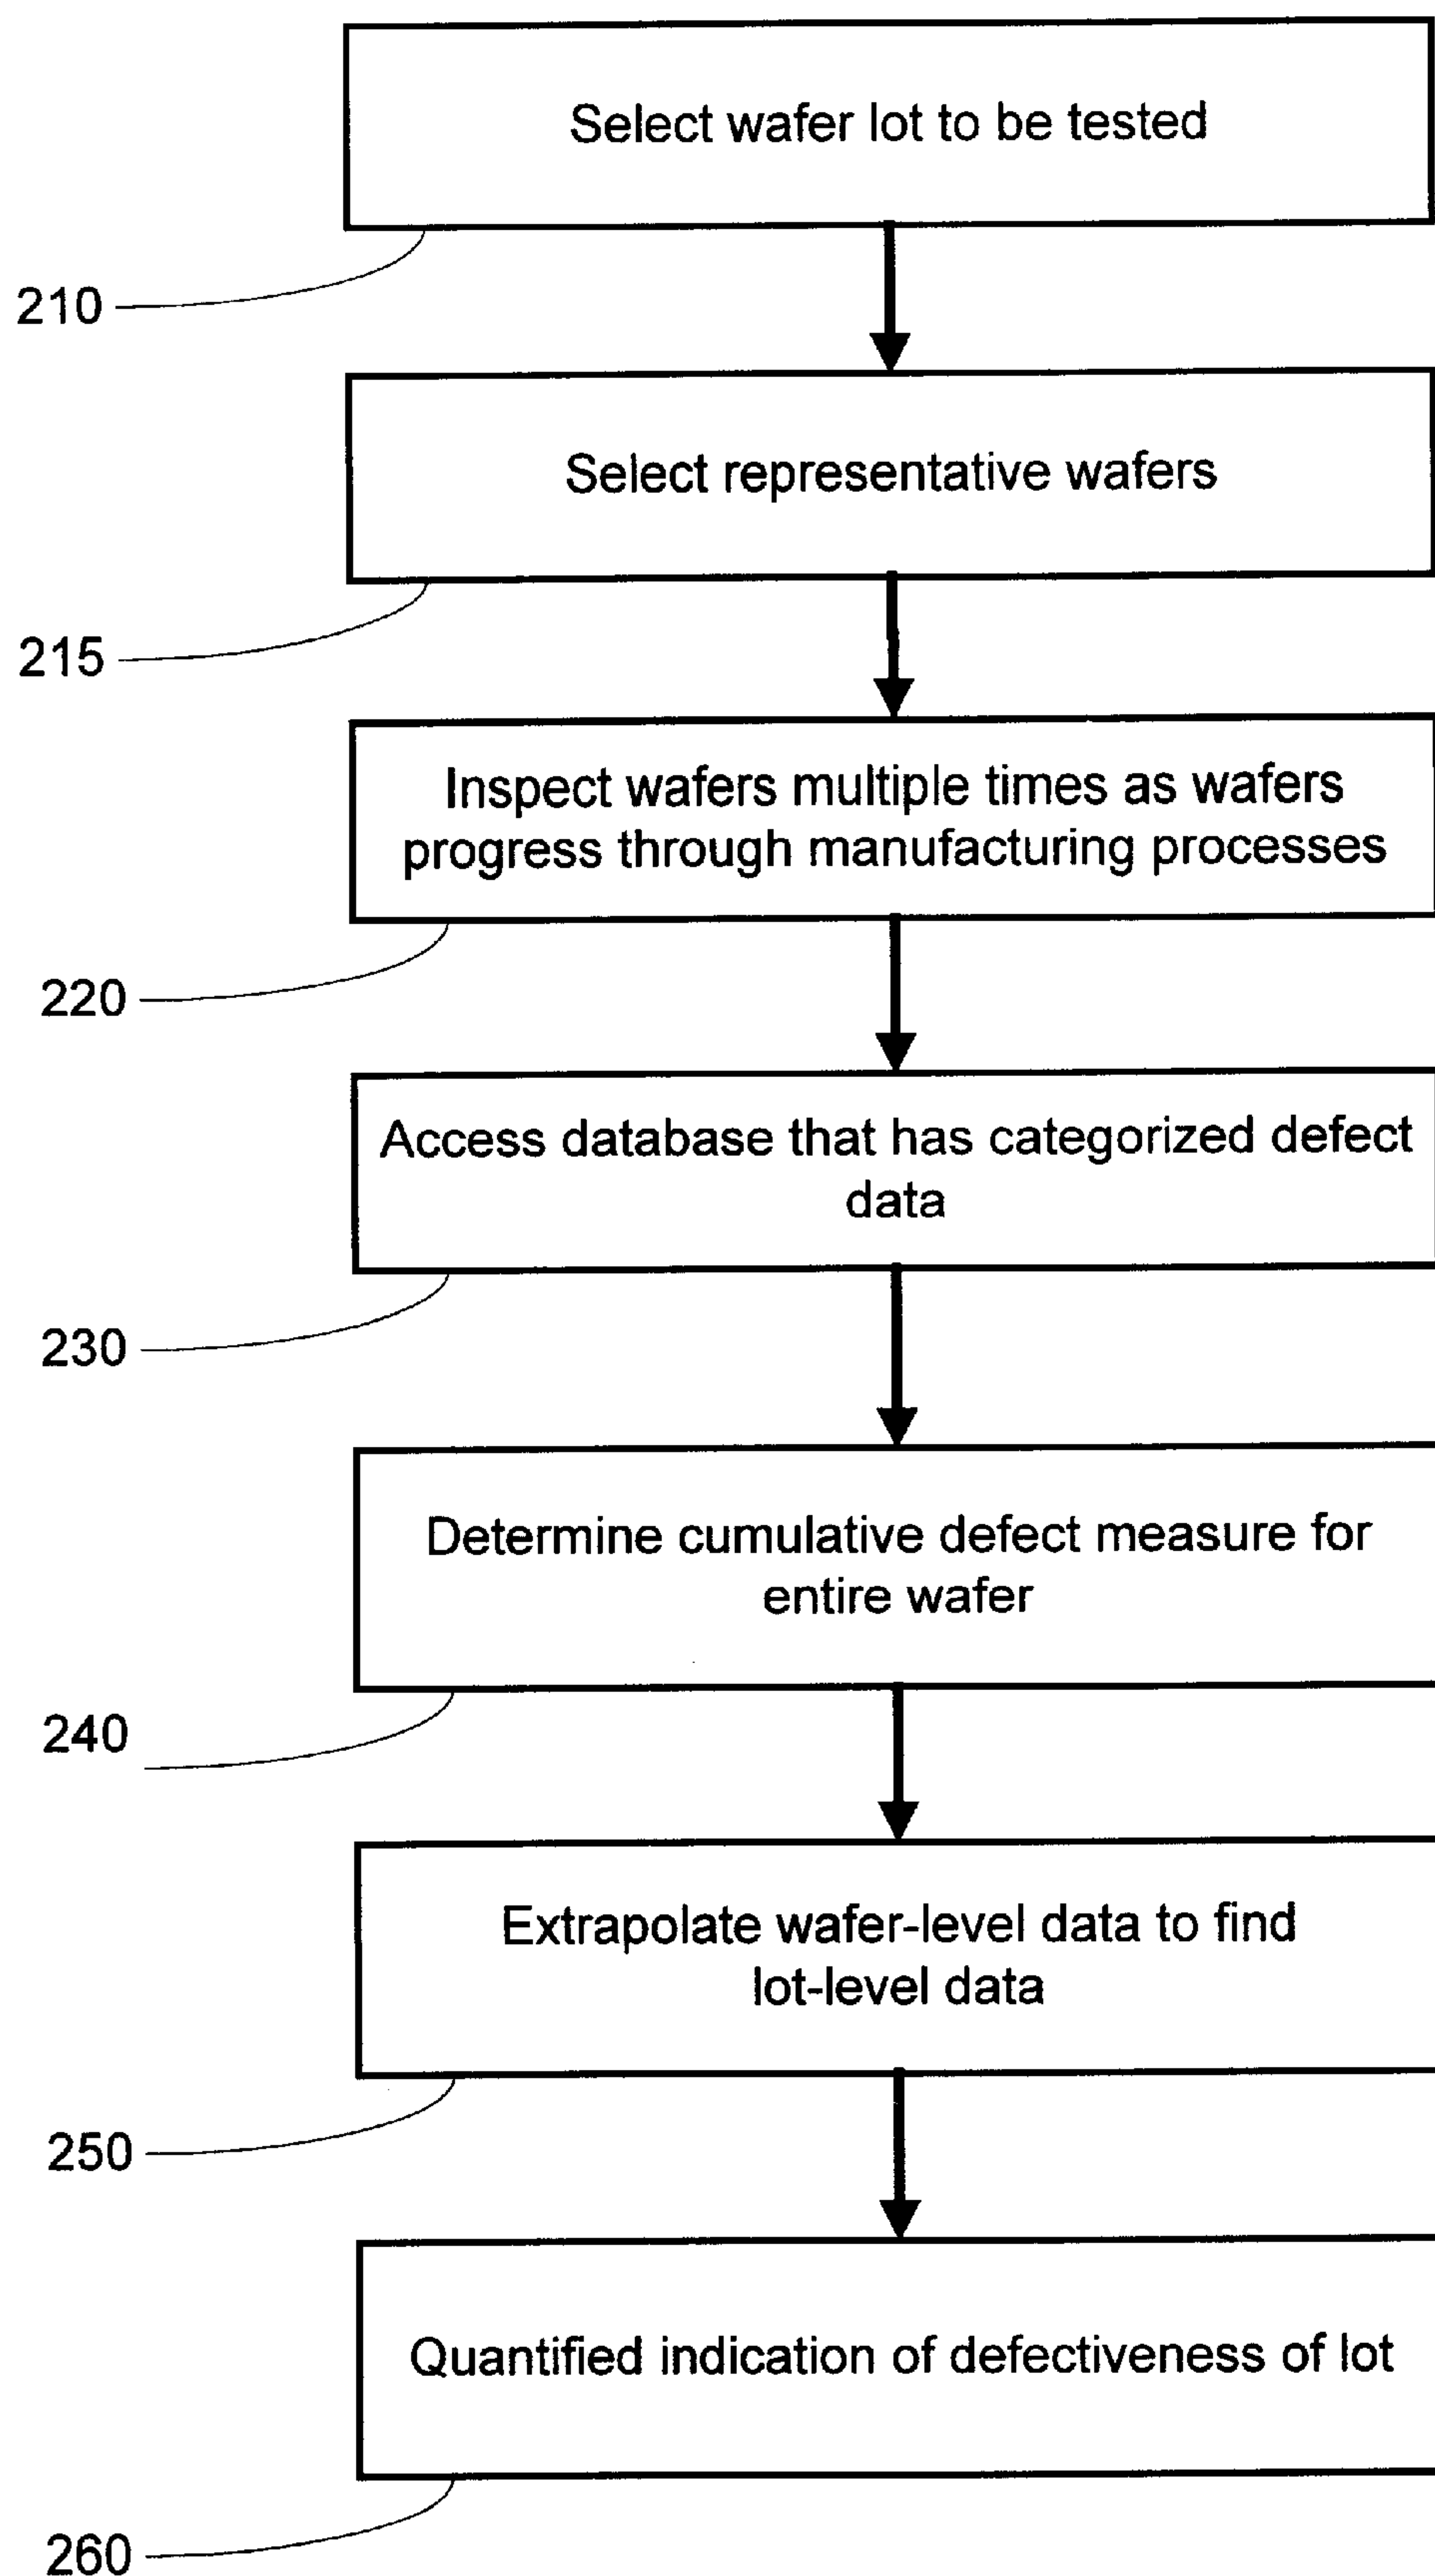 Select wafer lot to be tested
210
Select representative wafers
215
Inspect wafers multiple times as wafers
progress through manufacturing processes
220
Access database that has categorized defect
data
230
Determine cumulative defect measure for
entire wafer
240
Extrapolate wafer-level data to find
lot-level data
250
Quantified indication of defectiveness of lot
260